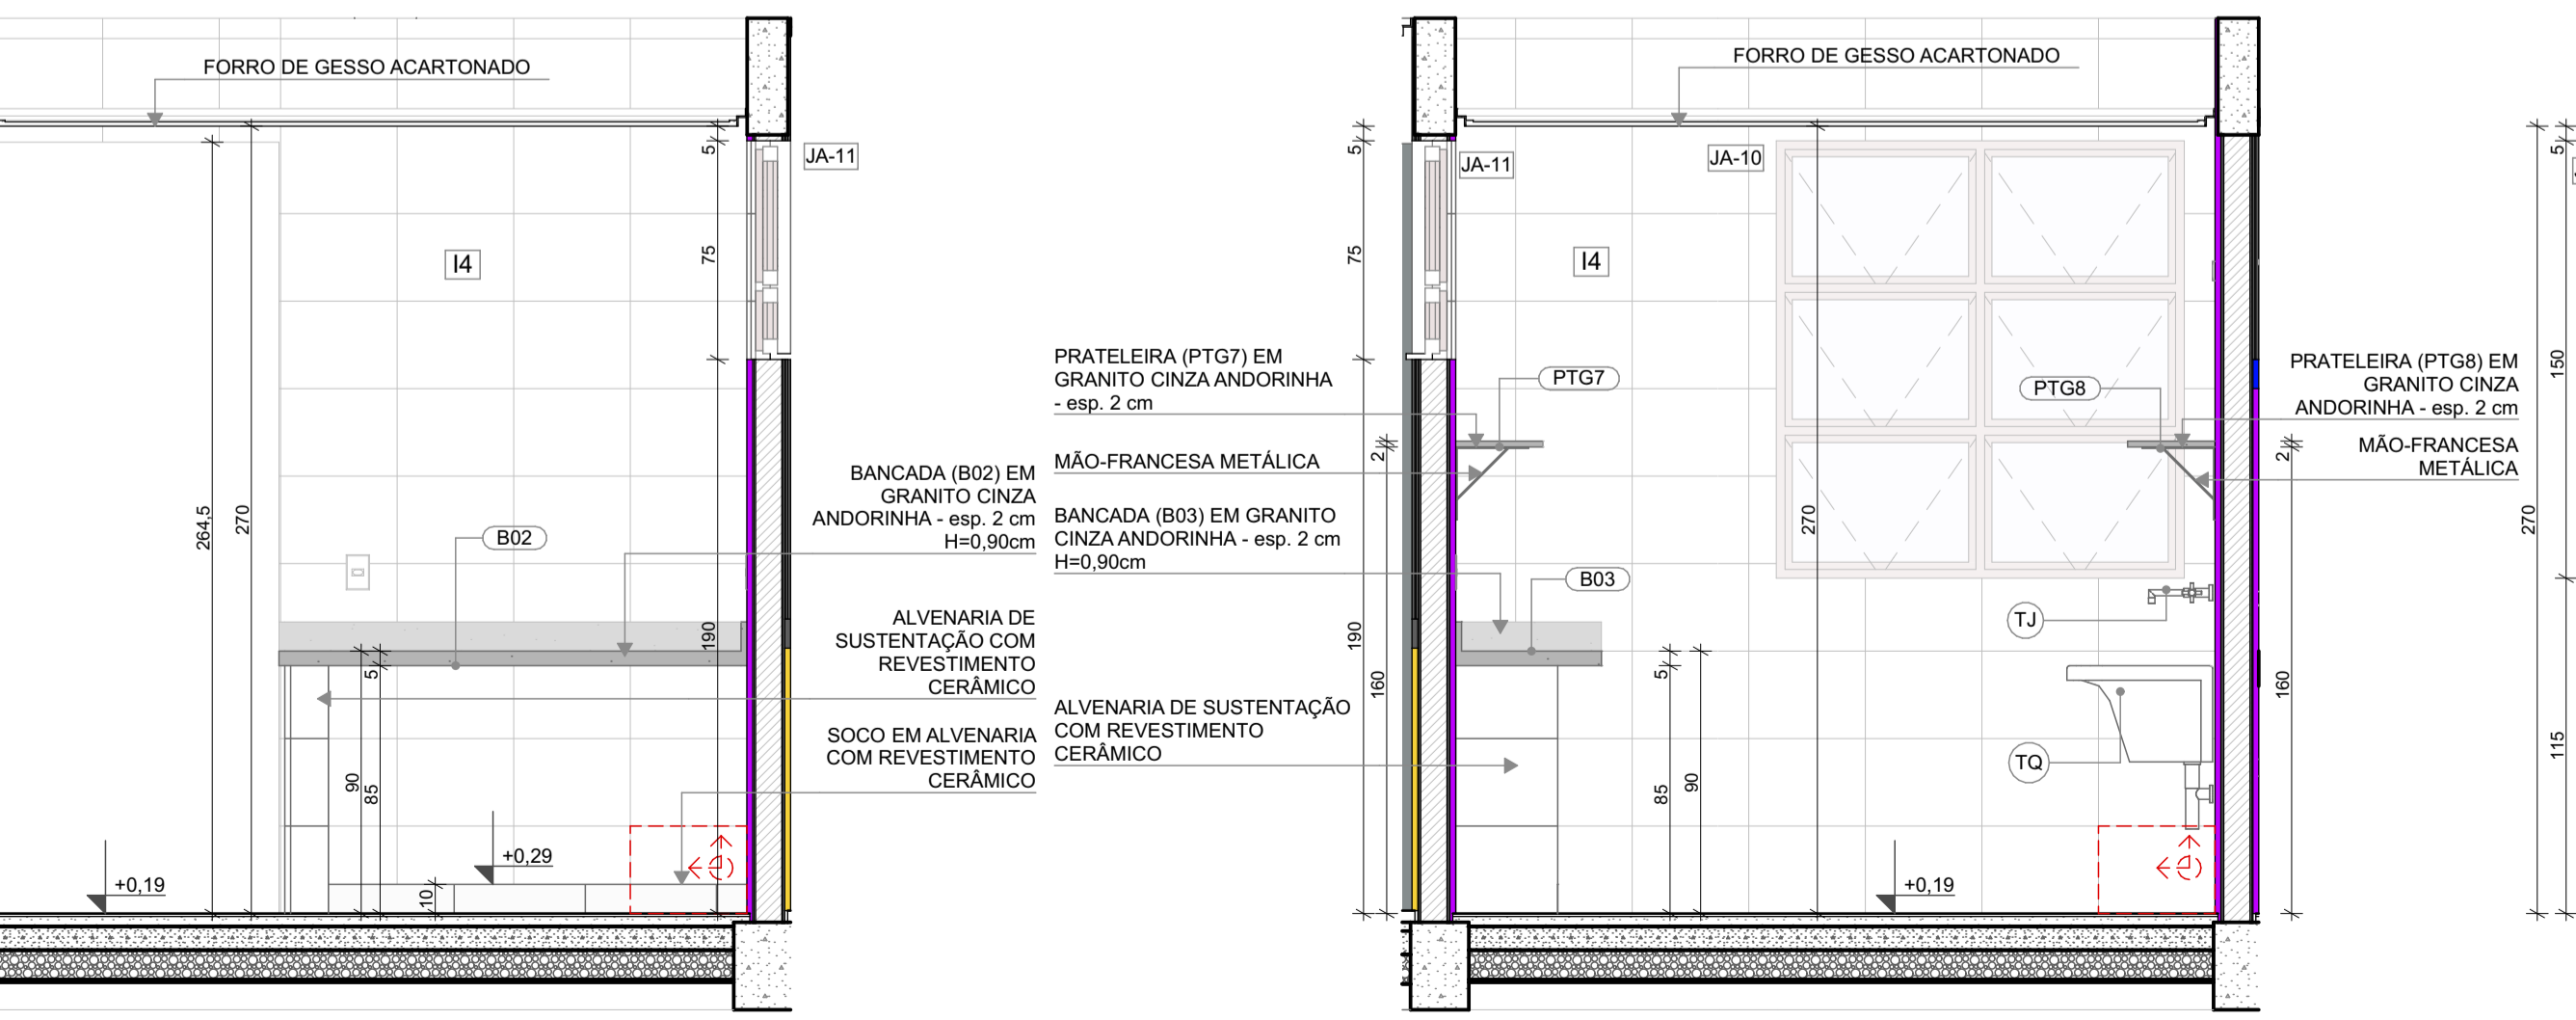 FORRO DE GESSO ACARTONADO
JA-11
5
75
I4
264,5
270
190
B02
BANCADA (B02) EM
GRANITO CINZA
ANDORINHA - esp. 2 cm
H=0,90cm
ALVENARIA DE
SUSTENTAÇÃO COM
REVESTIMENTO
CERÂMICO
SOCO EM ALVENARIA
COM REVESTIMENTO
CERÂMICO
5
90
85
10
+0,29
+0,19
FORRO DE GESSO ACARTONADO
JA-11
JA-10
5
75
I4
PRATELEIRA (PTG7) EM
GRANITO CINZA ANDORINHA
- esp. 2 cm
PTG7
MÃO-FRANCESA METÁLICA
BANCADA (B03) EM GRANITO
CINZA ANDORINHA - esp. 2 cm
H=0,90cm
B03
ALVENARIA DE SUSTENTAÇÃO
COM REVESTIMENTO
CERÂMICO
2
190
160
5
85
90
270
+0,19
PTG8
PRATELEIRA (PTG8) EM
GRANITO CINZA
ANDORINHA - esp. 2 cm
MÃO-FRANCESA
METÁLICA
TJ
TQ
2
160
5
150
270
115